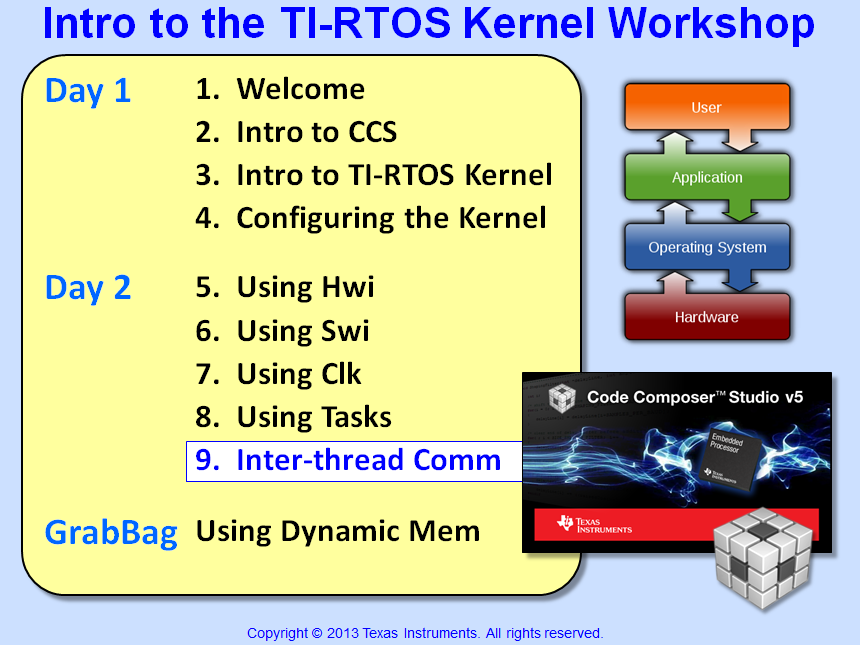 Intro to the TI-RTOS Kernel Workshop
Day 1
1. Welcome
2. Intro to CCS
3. Intro to TI-RTOS Kernel
4. Configuring the Kernel
Day 2
5. Using Hwi
6. Using Swi
7. Using Clk
8. Using Tasks
9. Inter-thread Comm
GrabBag Using Dynamic Mem
User
Application
Operating System
Hardware
Code Composer™ Studio v5
Embedded
Processor
TEXAS
INSTRUMENTS
TEXAS
INSTRUMENTS
Copyright © 2013 Texas Instruments. All rights reserved.